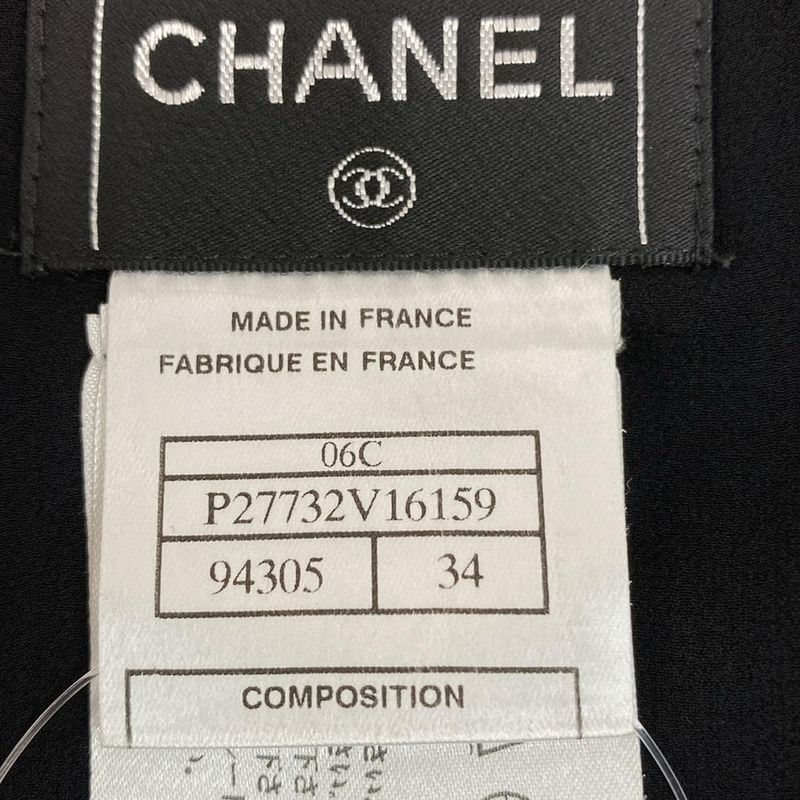 CHANEL
MADE IN FRANCE
FABRIQUE EN FRANCE
06C
P27732V16159
94305 34
COMPOSITION